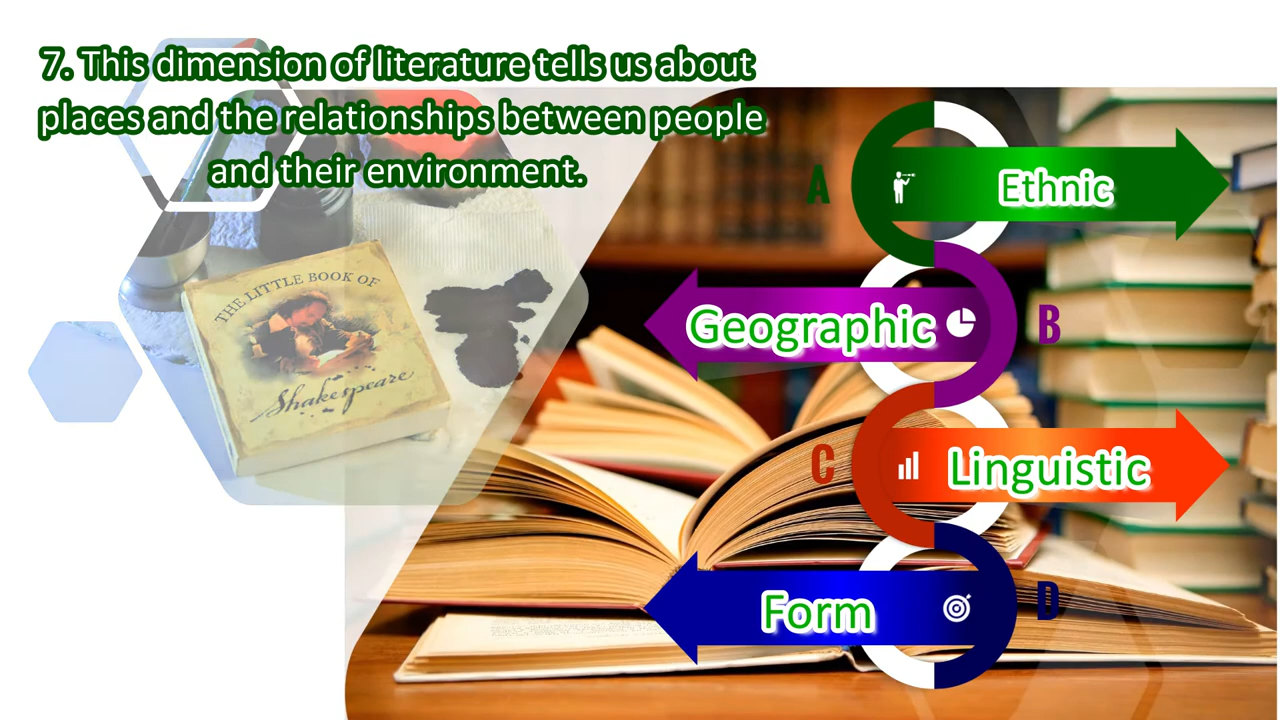 7. This dimension of literature tells us about
places and the relationships between people
and their environment.
THE LITTLE BOOK OF
Shakespeare
A
Ethnic
Geographic
B
C
Linguistic
Form
D